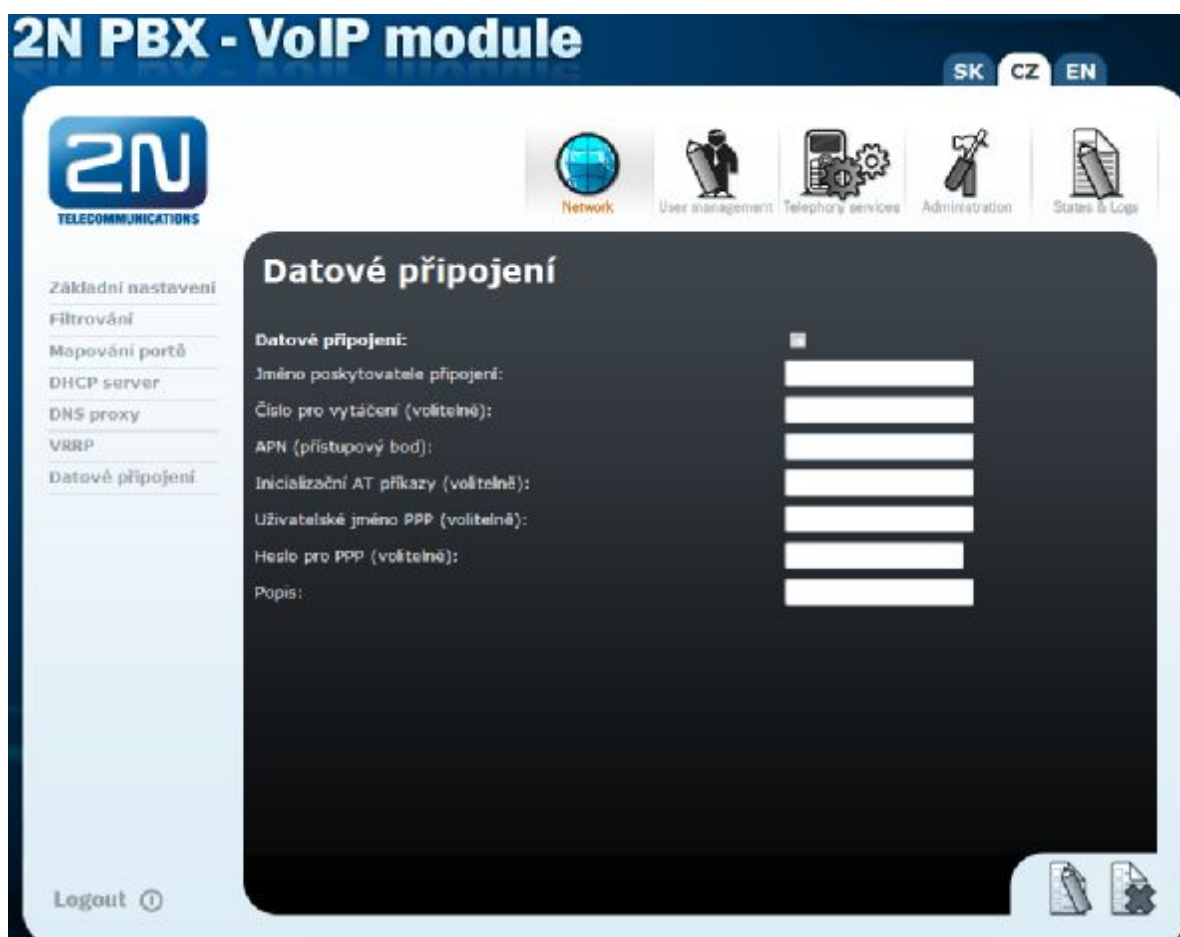 2N PBX - VoIP module
SK CZ EN
2N
TELECOMMUNICATIONS
Network
User management
Telephony services
Administration
States & Logs
Základní nastavení
Filtrování
Mapování portů
DHCP server
DNS proxy
VRRP
Datové připojení
Datové připojení
Datové připojení:
Jméno poskytovatele připojení:
Číslo pro vytáčení (volitelné):
APN (přístupový bod):
Inicializační AT příkazy (volitelně):
Uživatelské jméno PPP (volitelně):
Heslo pro PPP (volitelné):
Popis:
Logout